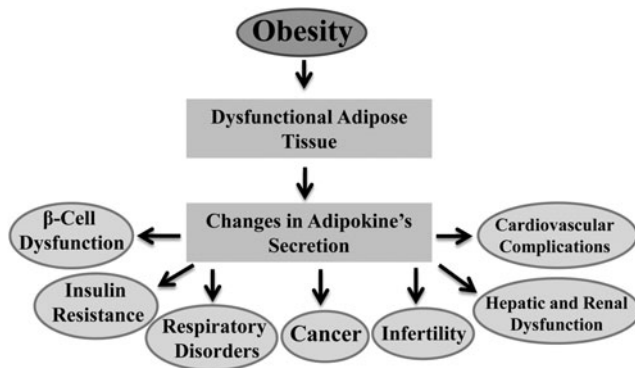 Obesity
Dysfunctional Adipose
Tissue
Changes in Adipokine's
Secretion
β-Cell
Dysfunction
Cardiovascular
Complications
Insulin
Resistance
Respiratory
Disorders
Cancer
Infertility
Hepatic and Renal
Dysfunction